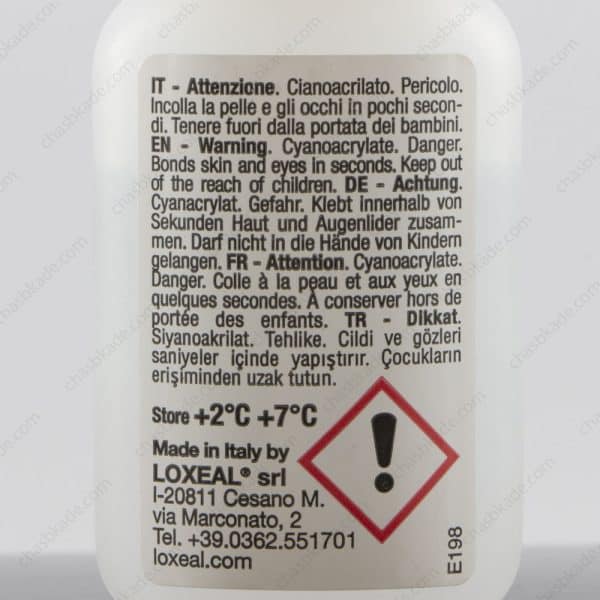 IT - Attenzione. Cianoacrilato. Pericolo.
Incolla la pelle e gli occhi in pochi secon-
di. Tenere fuori dalla portata dei bambini.
EN - Warning. Cyanoacrylate. Danger.
Bonds skin and eyes in seconds. Keep out
of the reach of children. DE - Achtung.
Cyanacrylat. Gefahr. Klebt innerhalb von
Sekunden Haut und Augenlider zusam-
men. Darf nicht in die Hände von Kindern
gelangen. FR - Attention. Cyanoacrylate.
Danger. Colle à la peau et aux yeux en
quelques secondes. À conserver hors de
portée des enfants. TR - Dikkat.
Siyanoakrilat. Tehlike. Cildi ve gözleri
saniyeler içinde yapıştırır. Çocukların
erişiminden uzak tutun.
Store +2°C +7°C
Made in Italy by
LOXEAL® srl
I-20811 Cesano M.
via Marconato, 2
Tel. +39.0362.551701
loxeal.com
E198
chasbkade.com